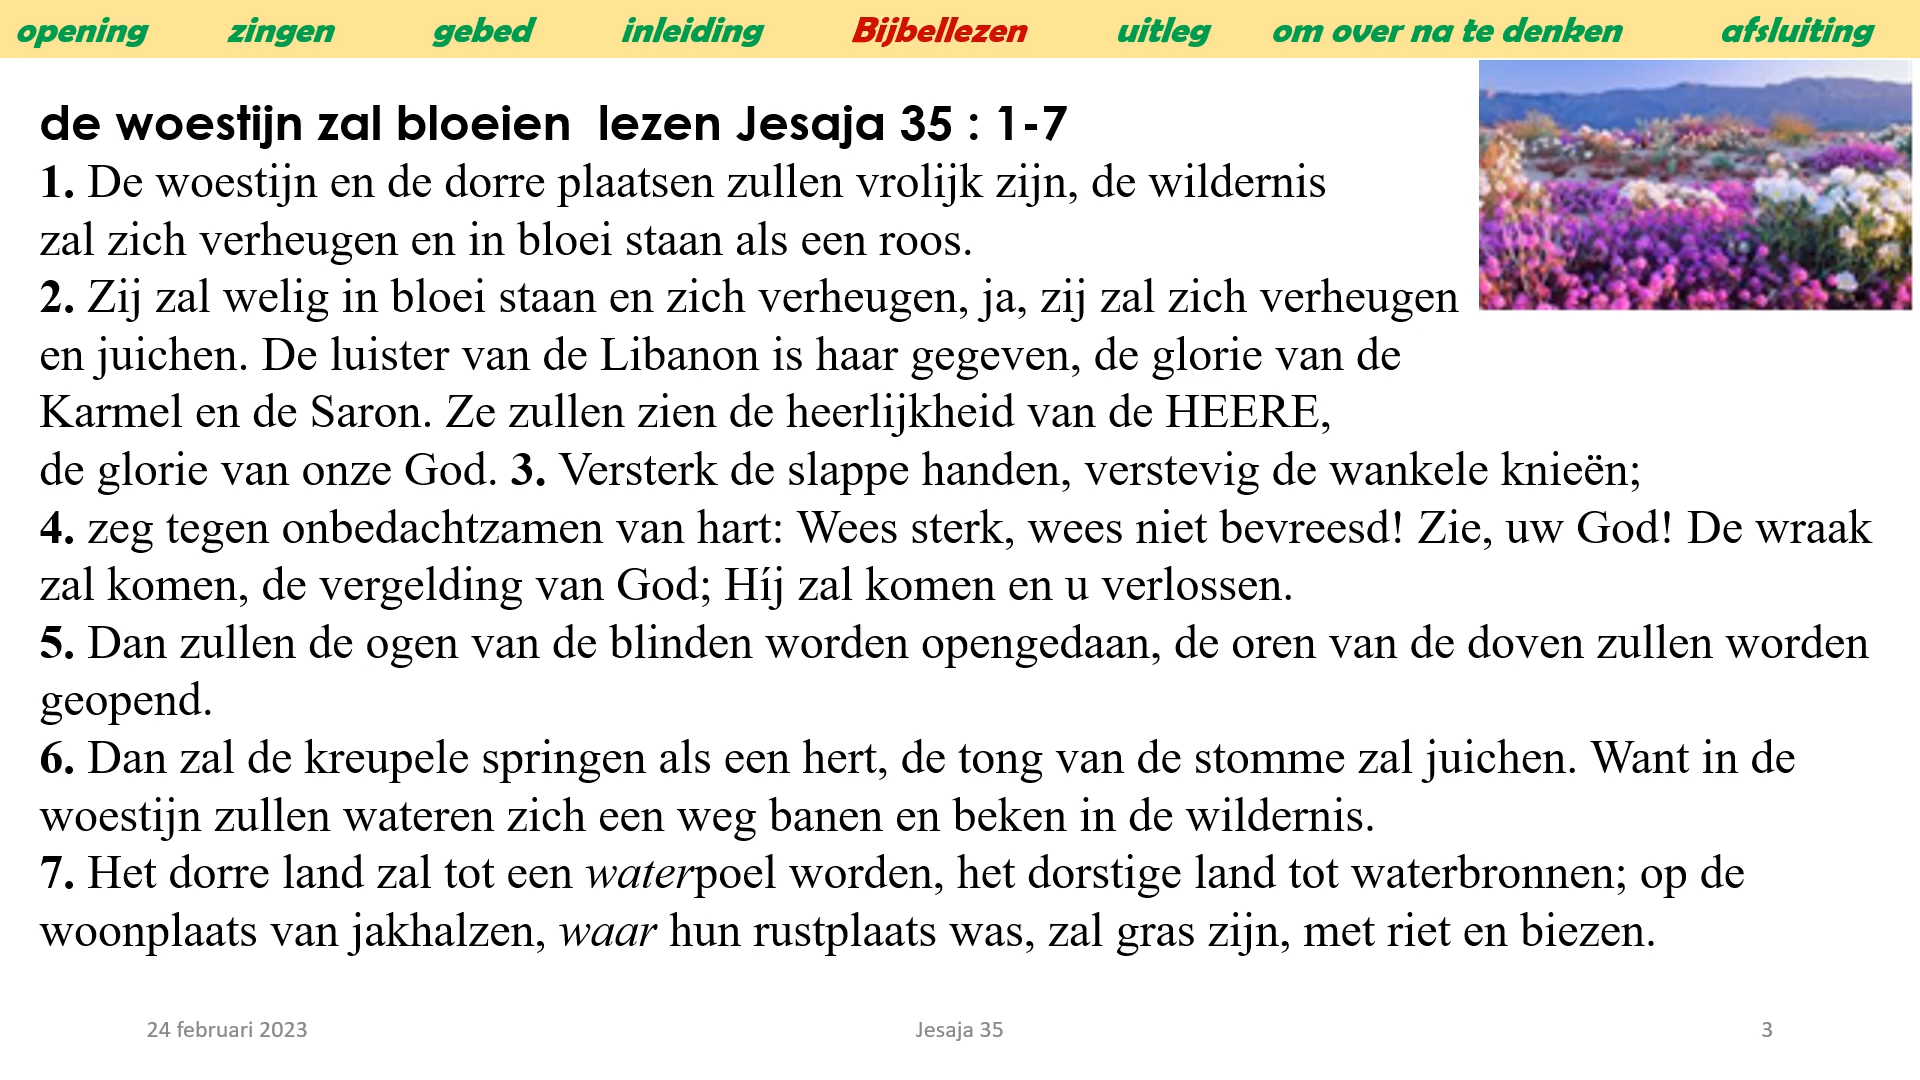 opening zingen gebed inleiding Bijbellezen uitleg om over na te denken afsluiting
de woestijn zal bloeien lezen Jesaja 35 : 1-7
1. De woestijn en de dorre plaatsen zullen vrolijk zijn, de wildernis
zal zich verheugen en in bloei staan als een roos.
2. Zij zal welig in bloei staan en zich verheugen, ja, zij zal zich verheugen
en juichen. De luister van de Libanon is haar gegeven, de glorie van de
Karmel en de Saron. Ze zullen zien de heerlijkheid van de HEERE,
de glorie van onze God. 3. Versterk de slappe handen, verstevig de wankele knieën;
4. zeg tegen onbedachtzamen van hart: Wees sterk, wees niet bevreesd! Zie, uw God! De wraak
zal komen, de vergelding van God; Híj zal komen en u verlossen.
5. Dan zullen de ogen van de blinden worden opengedaan, de oren van de doven zullen worden
geopend.
6. Dan zal de kreupele springen als een hert, de tong van de stomme zal juichen. Want in de
woestijn zullen wateren zich een weg banen en beken in de wildernis.
7. Het dorre land zal tot een waterpoel worden, het dorstige land tot waterbronnen; op de
woonplaats van jakhalzen, waar hun rustplaats was, zal gras zijn, met riet en biezen.
24 februari 2023 Jesaja 35 3